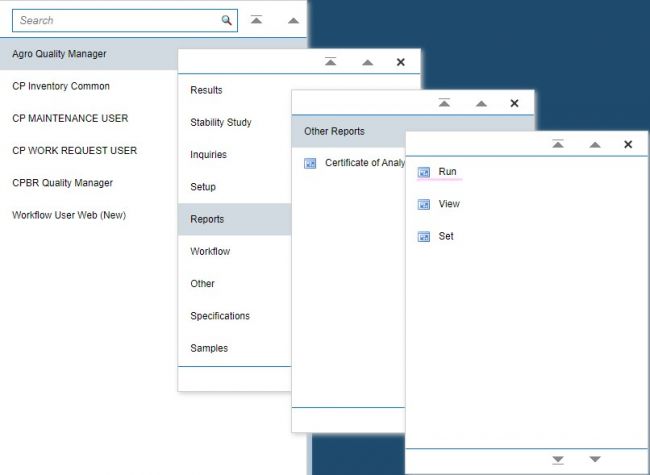 Search
Agro Quality Manager
CP Inventory Common
CP MAINTENANCE USER
CP WORK REQUEST USER
CPBR Quality Manager
Workflow User Web (New)
Results
Stability Study
Inquiries
Setup
Reports
Workflow
Other
Specifications
Samples
Other Reports
Certificate of Analy
Run
View
Set